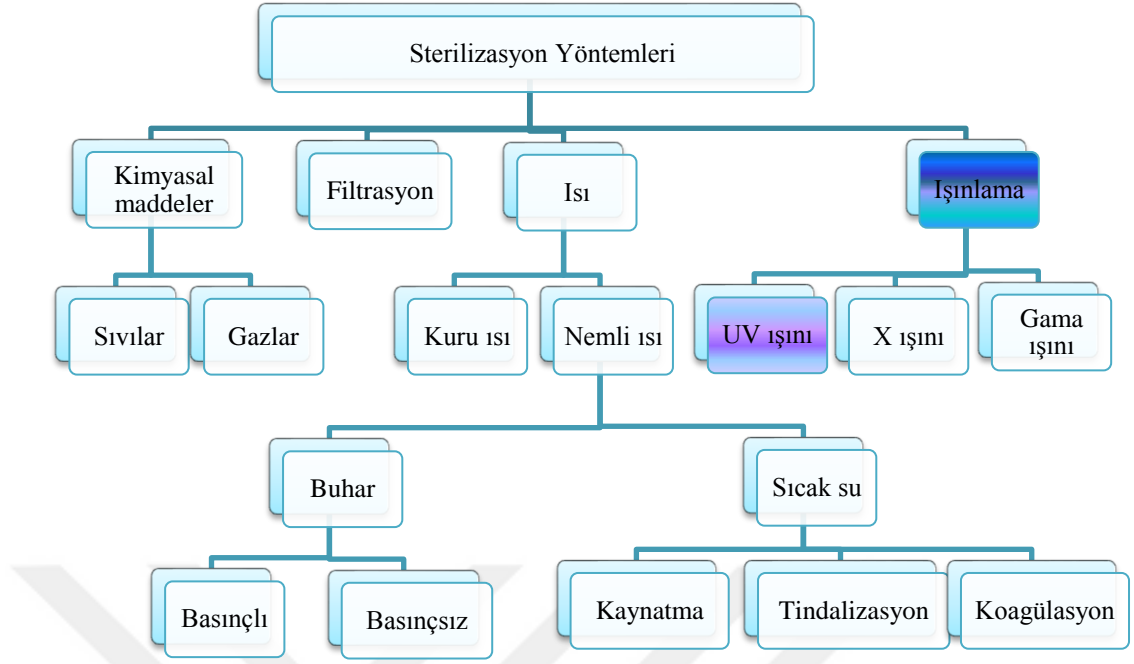 Sterilizasyon Yöntemleri
Kimyasal
maddeler
Filtrasyon
Isı
Işınlama
Sıvılar
Gazlar
Kuru ısı
Nemli ısı
UV ışını
X ışını
Gama
ışını
Buhar
Sıcak su
Basınçlı
Basınçsız
Kaynatma
Tindalizasyon
Koagülasyon